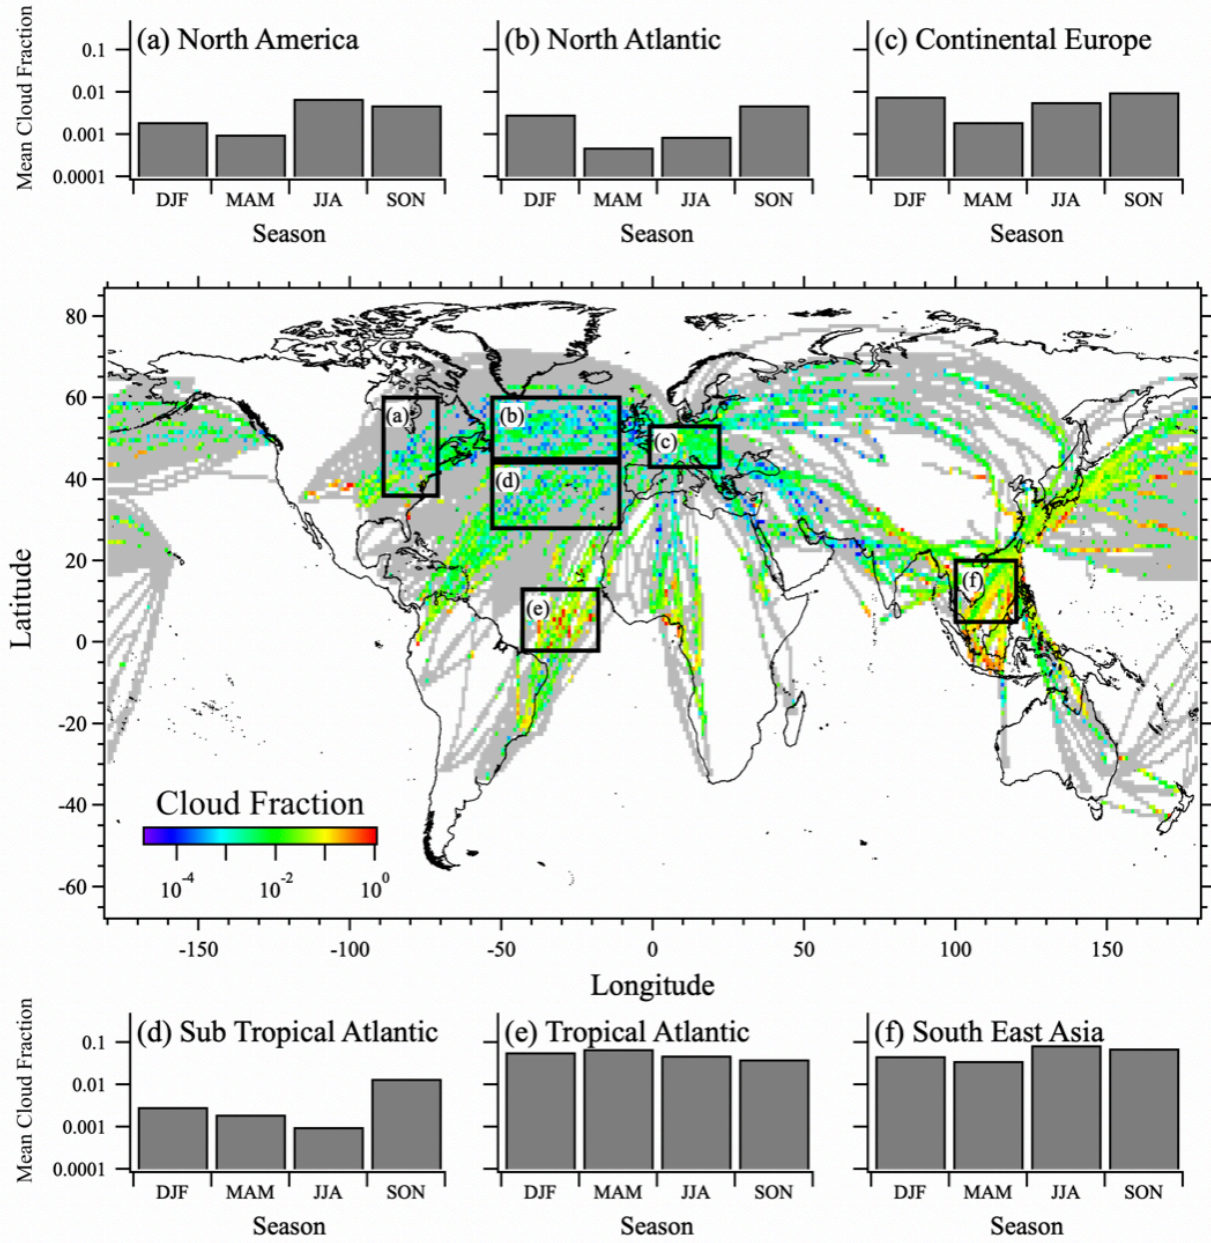 (a) North America
(b) North Atlantic
(c) Continental Europe
Mean Cloud Fraction
0.1
0.01
0.001
0.0001
DJF MAM JJA SON
DJF MAM JJA SON
DJF MAM JJA SON
Season
Season
Season
80
60
40
20
0
-20
-40
-60
Latitude
(a)
(b)
(c)
(d)
(e)
(f)
Cloud Fraction
10-4 10-2 100
-150 -100 -50 0 50 100 150
Longitude
(d) Sub Tropical Atlantic
(e) Tropical Atlantic
(f) South East Asia
Mean Cloud Fraction
0.1
0.01
0.001
0.0001
DJF MAM JJA SON
DJF MAM JJA SON
DJF MAM JJA SON
Season
Season
Season